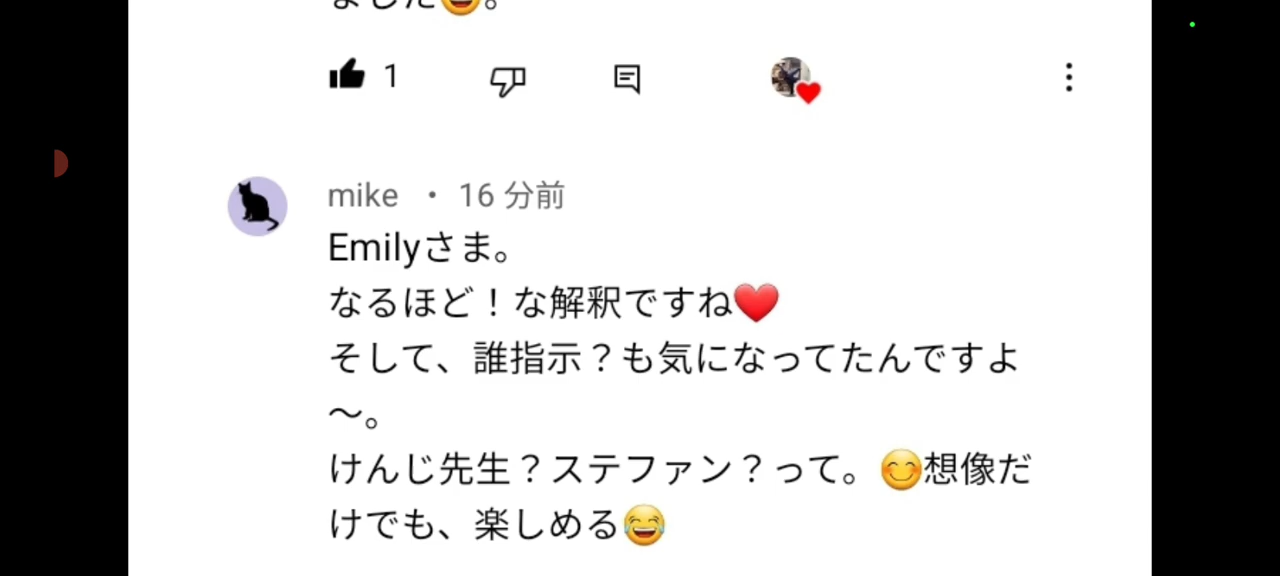 ました😅。
1
mike ・ 16 分前
Emilyさま。
なるほど！な解釈ですね❤️
そして、誰指示？も気になってたんですよ
〜。
けんじ先生？ステファン？って。😊想像だ
けでも、楽しめる😂